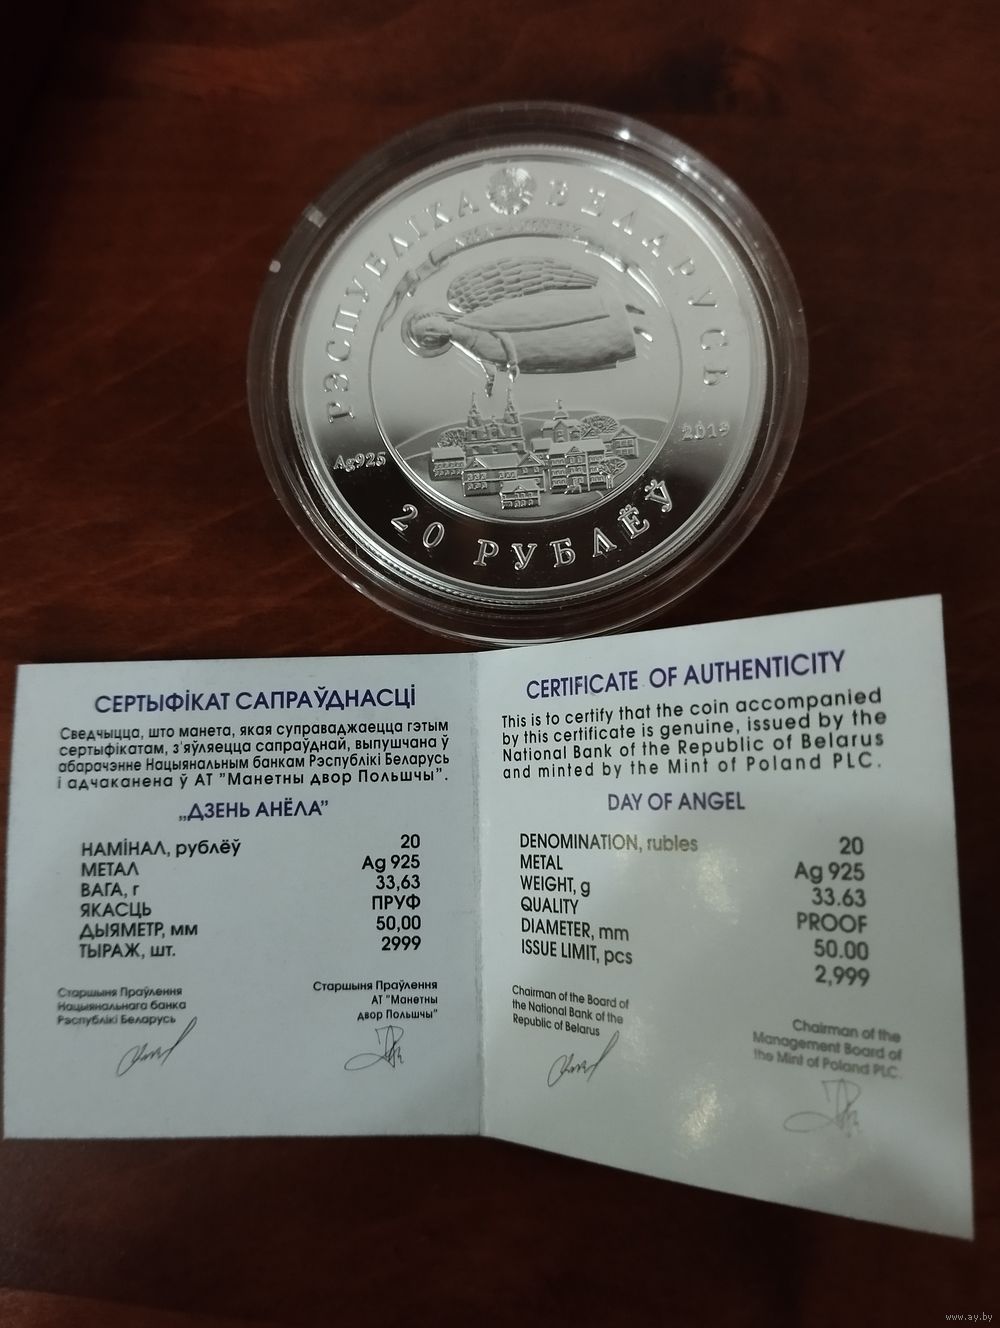 РЭСПУБЛІКА БЕЛАРУСЬ
Ag925
2019
20 РУБЛЁЎ
СЕРТЫФІКАТ САПРАЎДНАСЦІ
Сведчыцца, што манета, якая суправаджаецца гэтым
сертыфікатам, з'яўляецца сапраўднай, выпушчана ў
абарачэнне Нацыянальным банкам Рэспублікі Беларусь
і адчаканена ў АТ "Манетны двор Польшчы".
„ДЗЕНЬ АНЁЛА”
НАМІНАЛ, рублёў 20
МЕТАЛ Ag 925
ВАГА, г 33,63
ЯКАСЦЬ ПРУФ
ДЫЯМЕТР, мм 50,00
ТЫРАЖ, шт. 2999
Старшыня Праўлення
Нацыянальнага банка
Рэспублікі Беларусь
Старшыня Праўлення
АТ "Манетны
двор Польшчы"
CERTIFICATE OF AUTHENTICITY
This is to certify that the coin accompanied
by this certificate is genuine, issued by the
National Bank of the Republic of Belarus
and minted by the Mint of Poland PLC.
DAY OF ANGEL
DENOMINATION, rubles 20
METAL Ag 925
WEIGHT, g 33.63
QUALITY PROOF
DIAMETER, mm 50.00
ISSUE LIMIT, pcs 2,999
Chairman of the Board of
the National Bank of the
Republic of Belarus
Chairman of the
Management Board of
the Mint of Poland PLC.
www.ay.by